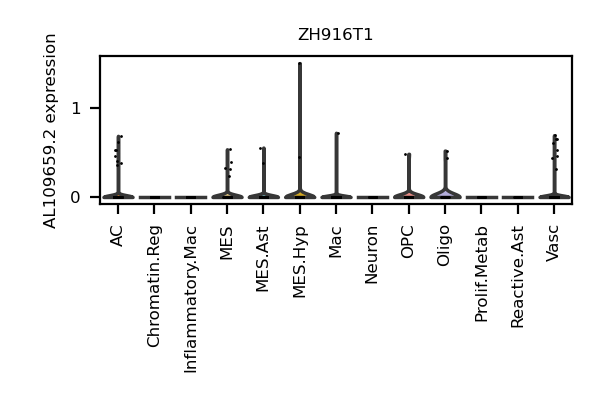 ZH916T1
AL109659.2 expression
1
0
AC
Chromatin.Reg
Inflammatory.Mac
MES
MES.Ast
MES.Hyp
Mac
Neuron
OPC
Oligo
Prolif.Metab
Reactive.Ast
Vasc